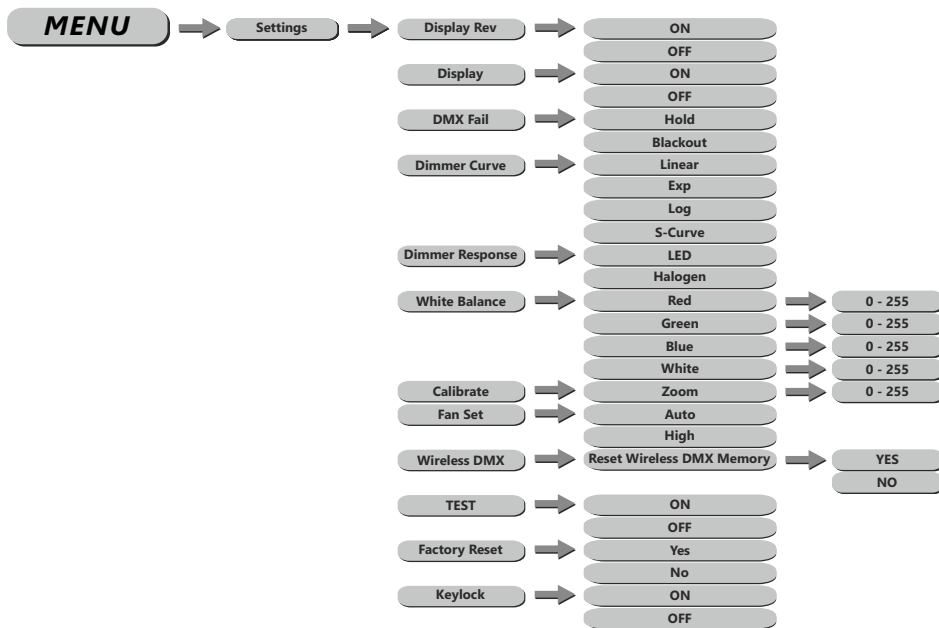 MENU Settings Display Rev ON
OFF
Display ON
OFF
DMX Fail Hold
Blackout
Dimmer Curve Linear
Exp
Log
S-Curve
Dimmer Response LED
Halogen
White Balance Red 0 - 255
Green 0 - 255
Blue 0 - 255
White 0 - 255
Calibrate Zoom 0 - 255
Fan Set Auto
High
Wireless DMX Reset Wireless DMX Memory YES
NO
TEST ON
OFF
Factory Reset Yes
No
Keylock ON
OFF